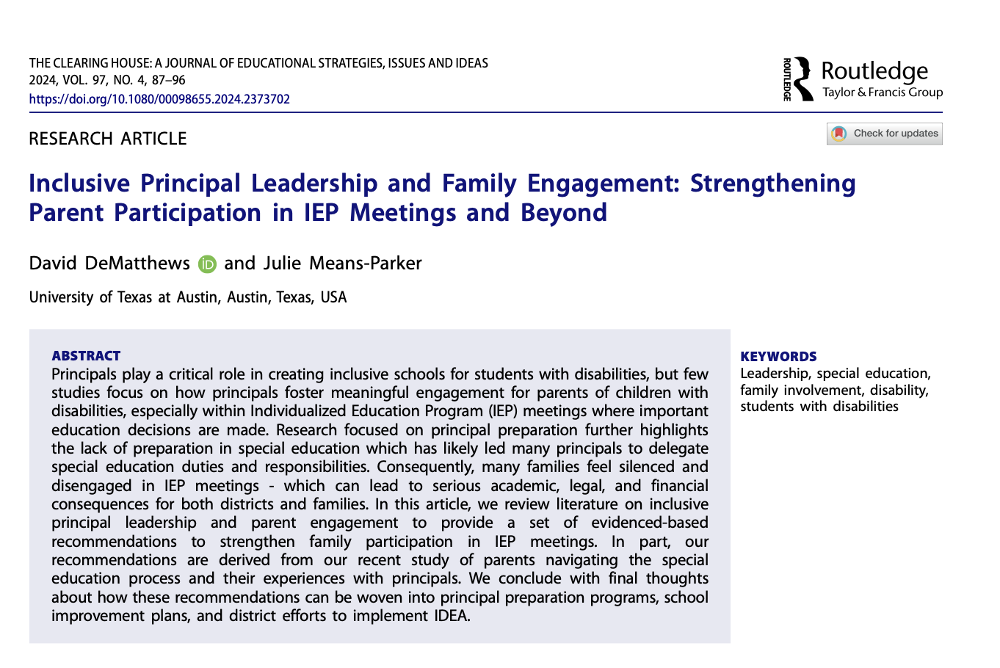 THE CLEARING HOUSE: A JOURNAL OF EDUCATIONAL STRATEGIES, ISSUES AND IDEAS
2024, VOL. 97, NO. 4, 87–96
https://doi.org/10.1080/00098655.2024.2373702
ROUTLEDGE
Routledge
Taylor & Francis Group
Check for updates
RESEARCH ARTICLE
Inclusive Principal Leadership and Family Engagement: Strengthening
Parent Participation in IEP Meetings and Beyond
David DeMatthews iD and Julie Means-Parker
University of Texas at Austin, Austin, Texas, USA
ABSTRACT
Principals play a critical role in creating inclusive schools for students with disabilities, but few
studies focus on how principals foster meaningful engagement for parents of children with
disabilities, especially within Individualized Education Program (IEP) meetings where important
education decisions are made. Research focused on principal preparation further highlights
the lack of preparation in special education which has likely led many principals to delegate
special education duties and responsibilities. Consequently, many families feel silenced and
disengaged in IEP meetings - which can lead to serious academic, legal, and financial
consequences for both districts and families. In this article, we review literature on inclusive
principal leadership and parent engagement to provide a set of evidenced-based
recommendations to strengthen family participation in IEP meetings. In part, our
recommendations are derived from our recent study of parents navigating the special
education process and their experiences with principals. We conclude with final thoughts
about how these recommendations can be woven into principal preparation programs, school
improvement plans, and district efforts to implement IDEA.
KEYWORDS
Leadership, special education,
family involvement, disability,
students with disabilities